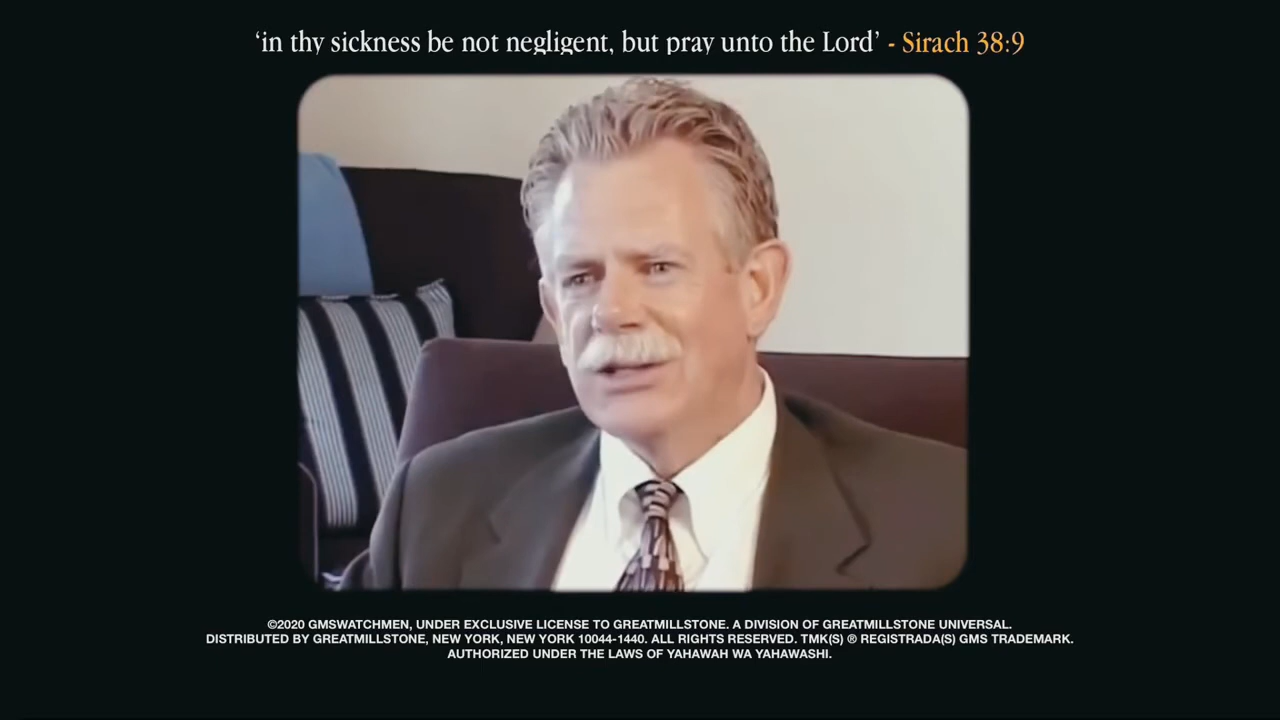 ‘in thy sickness be not negligent, but pray unto the Lord’ - Sirach 38:9
©2020 GMSWATCHMEN, UNDER EXCLUSIVE LICENSE TO GREATMILLSTONE. A DIVISION OF GREATMILLSTONE UNIVERSAL.
DISTRIBUTED BY GREATMILLSTONE, NEW YORK, NEW YORK 10044-1440. ALL RIGHTS RESERVED. TMK(S) ® REGISTRADA(S) GMS TRADEMARK.
AUTHORIZED UNDER THE LAWS OF YAHAWAH WA YAHAWASHI.